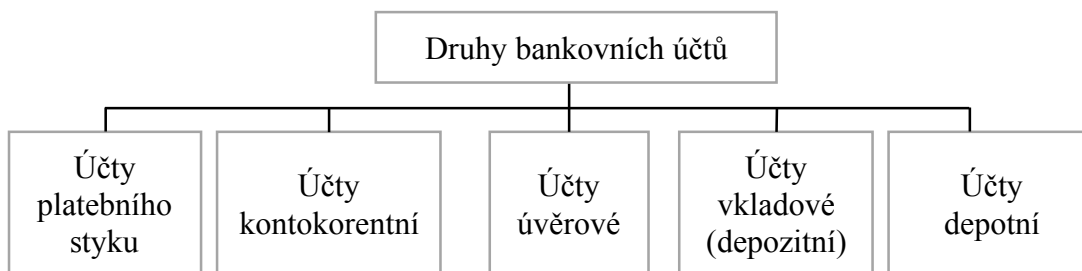 Druhy bankovních účtů
Účty
platebního
styku
Účty
kontokorentní
Účty
úvěrové
Účty
vkladové
(depozitní)
Účty
depotní